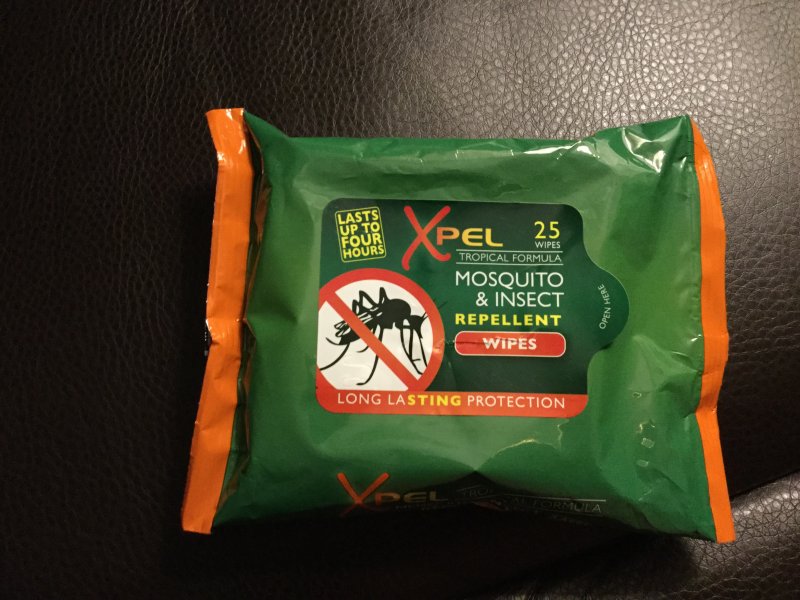 LASTS
UP TO
FOUR
HOURS
XPEL
25
WIPES
TROPICAL FORMULA
MOSQUITO
& INSECT
REPELLENT
WIPES
OPEN HERE
LONG LASTING PROTECTION
XPEL
FORMULA